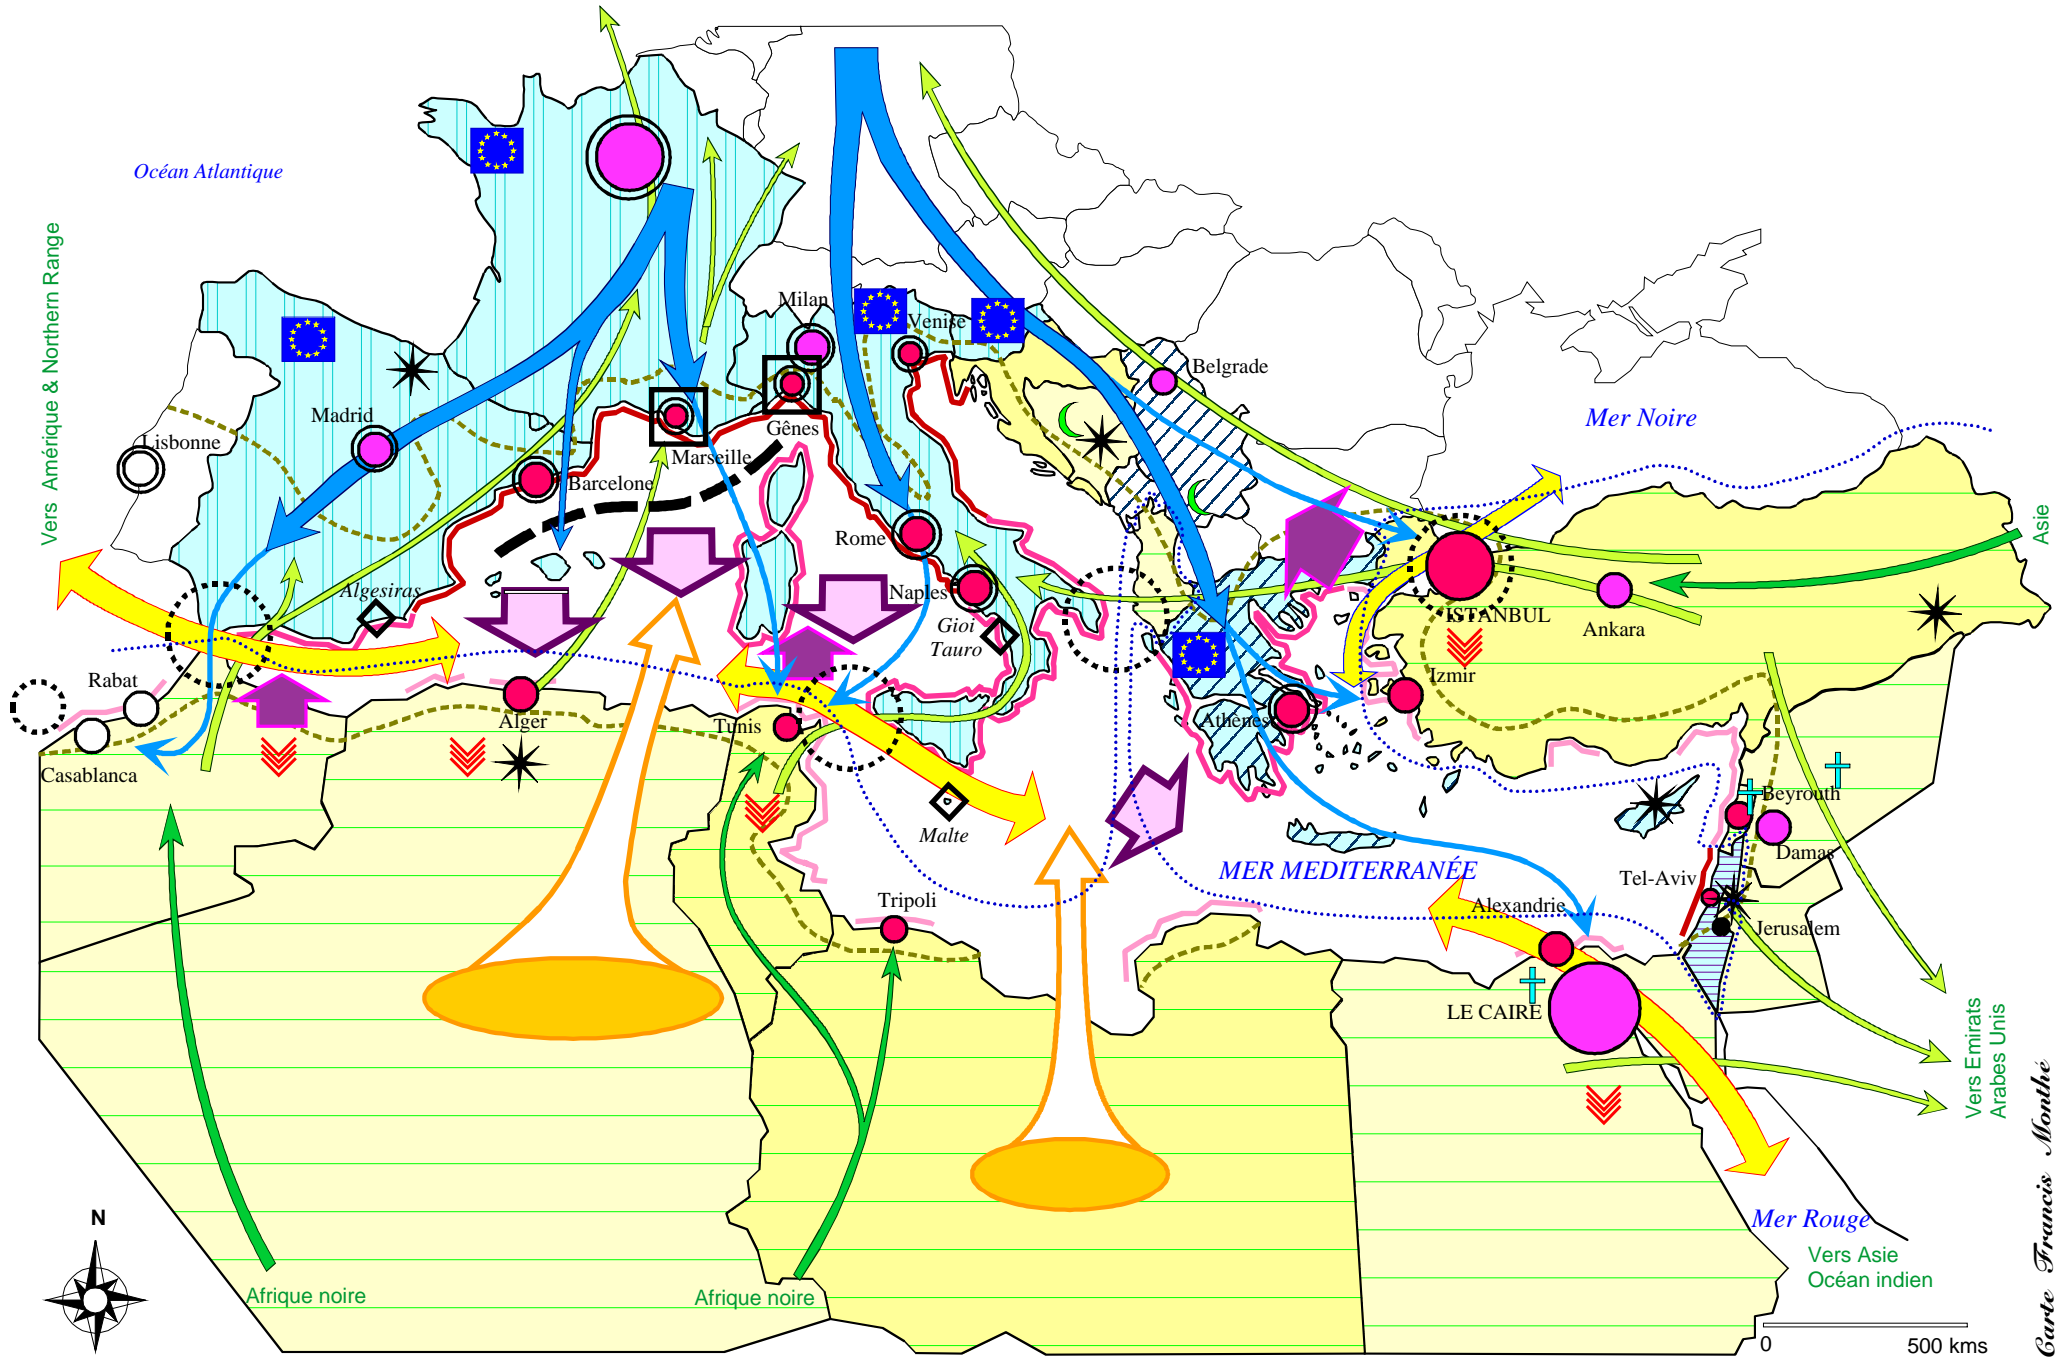 Océan Atlantique
Vers Amérique & Northern Range
Milan
Venise
Belgrade
Mer Noire
Lisbonne
Madrid
Gênes
Marseille
Barcelone
Rome
Asie
Algesiras
Naples
Gioi
Tauro
ISTANBUL
Ankara
Izmir
Rabat
Alger
Tunis
Athènes
Casablanca
Malte
Beyrouth
Damas
MER MEDITERRANÉE
Tel-Aviv
Alexandrie
Tripoli
Jerusalem
LE CAIRE
Vers Emirats
Arabes Unis
Mer Rouge
Vers Asie
Océan indien
N
Afrique noire
Afrique noire
0
500 kms
Carte Francis Monthé